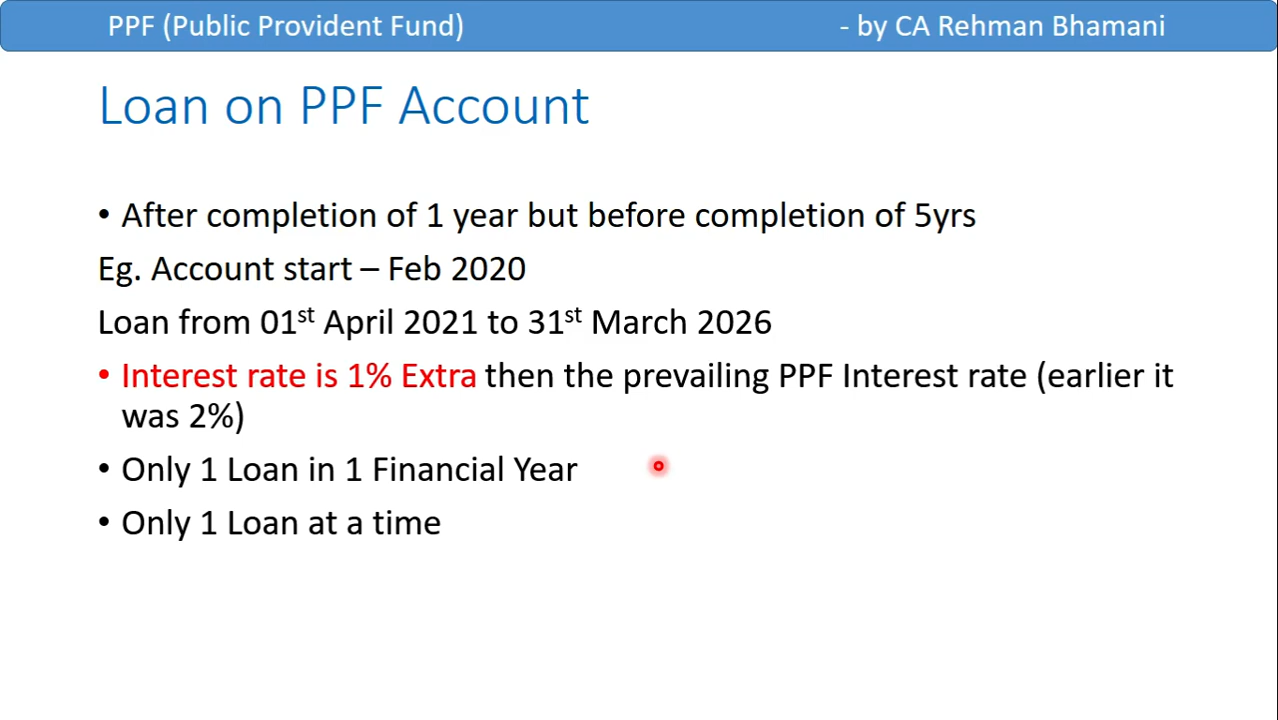 PPF (Public Provident Fund) - by CA Rehman Bhamani
Loan on PPF Account
• After completion of 1 year but before completion of 5yrs
Eg. Account start – Feb 2020
Loan from 01st April 2021 to 31st March 2026
• Interest rate is 1% Extra then the prevailing PPF Interest rate (earlier it
was 2%)
• Only 1 Loan in 1 Financial Year
• Only 1 Loan at a time